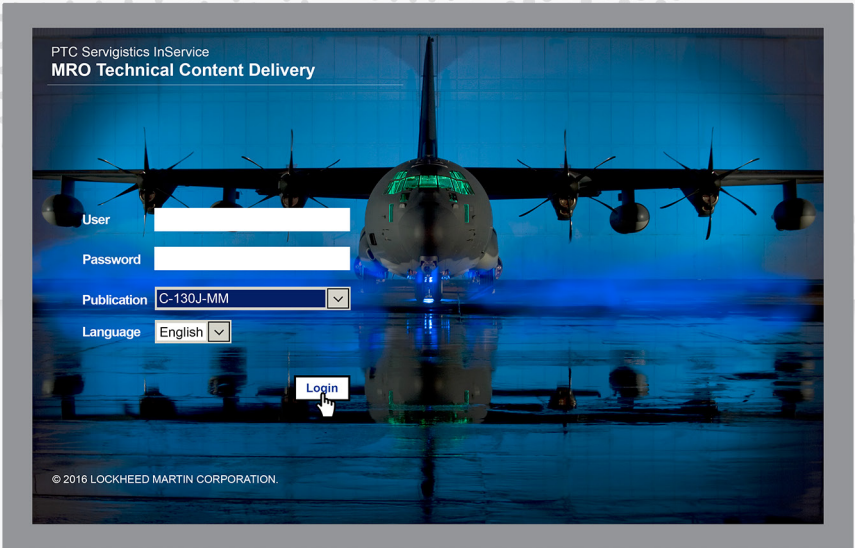 PTC Servigistics InService
MRO Technical Content Delivery
User
Password
Publication C-130J-MM
Language English
Login
© 2016 LOCKHEED MARTIN CORPORATION.